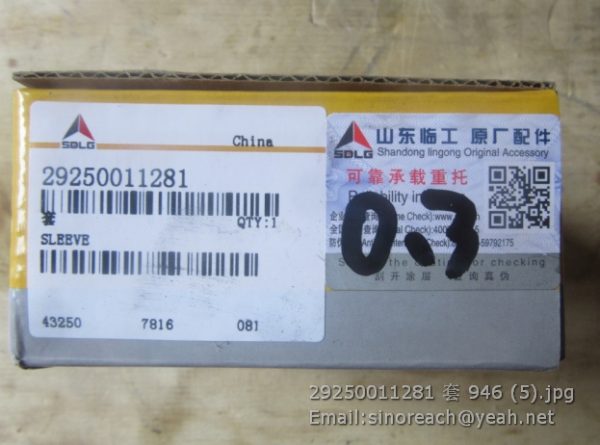 SDLG
China
29250011281
套
QTY:1
SLEEVE
43250 7816 081
SDLG
山东临工 原厂配件
Shandong lingong Original Accessory
可靠承载重托
0.3
刮开涂层
29250011281 套 946 (5).jpg
Email:sinoreach@yeah.net